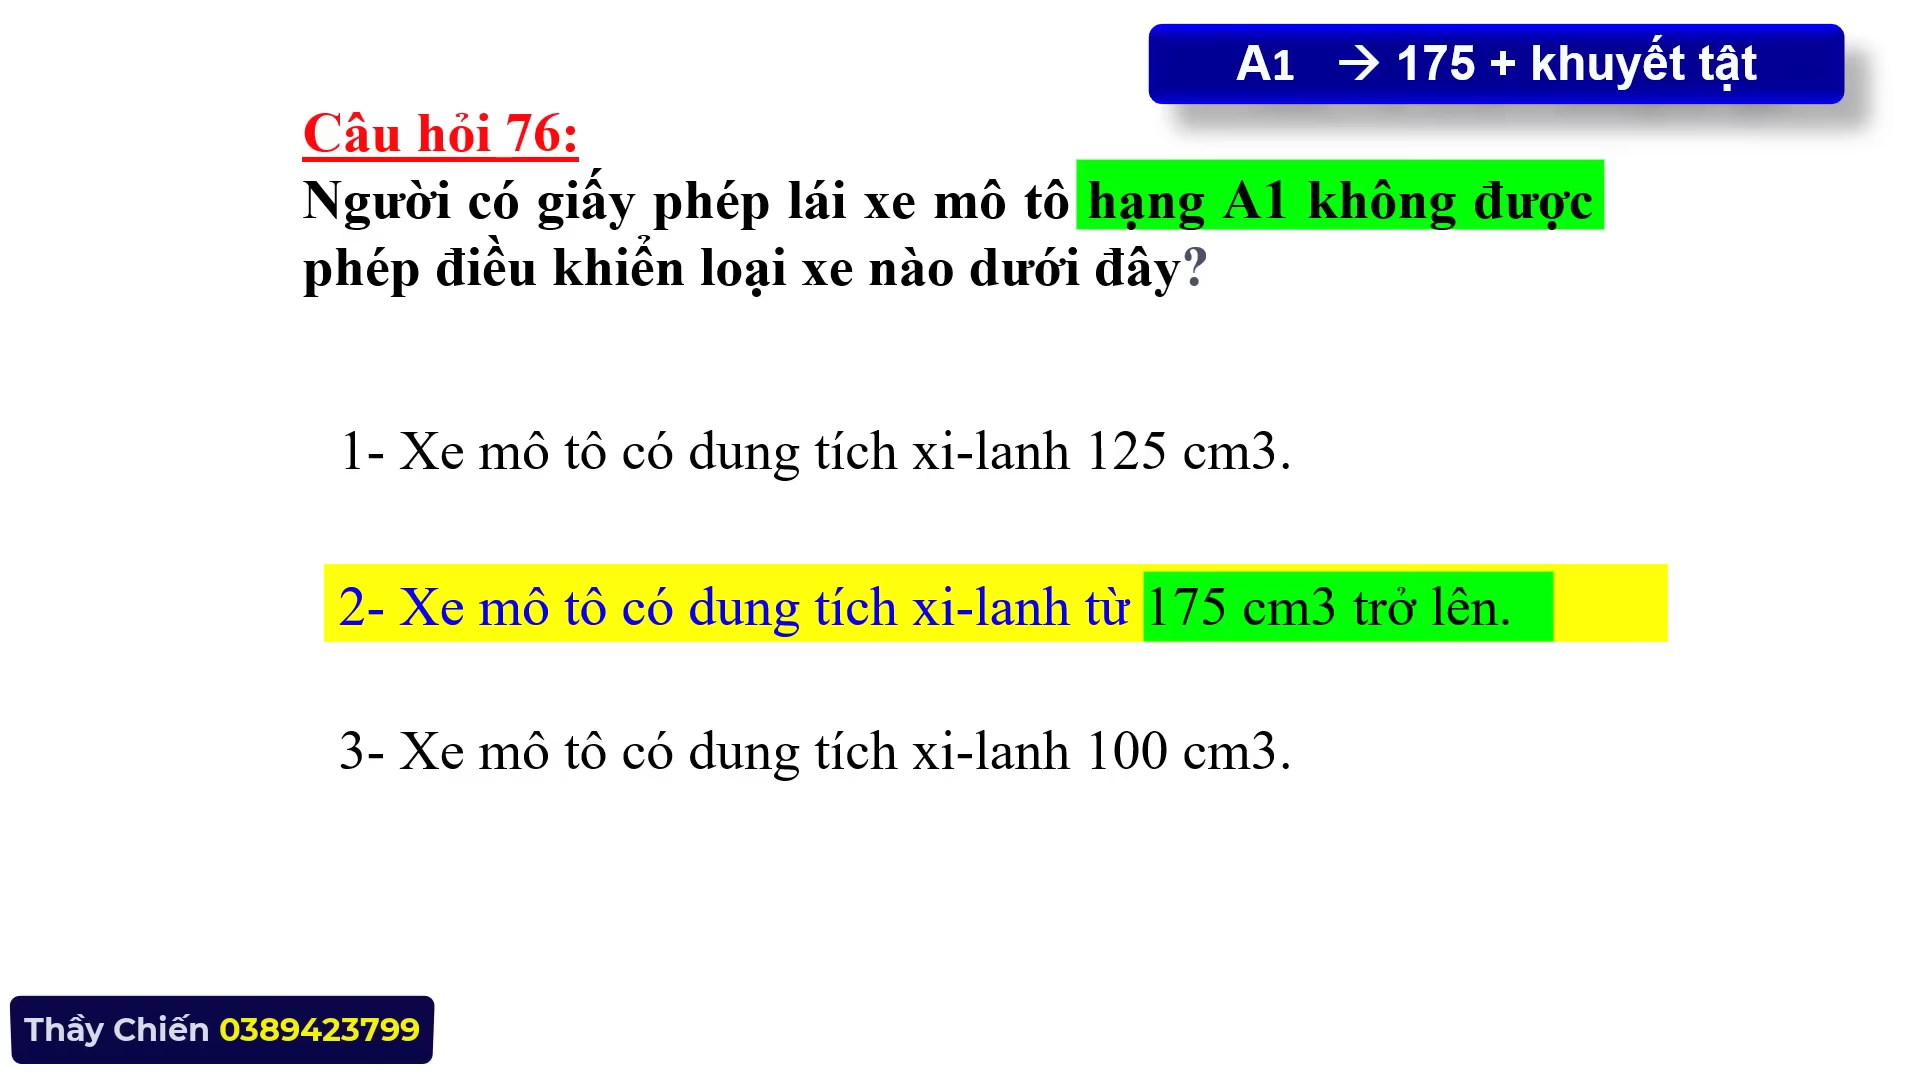 A1 → 175 + khuyết tật
Câu hỏi 76:
Người có giấy phép lái xe mô tô hạng A1 không được
phép điều khiển loại xe nào dưới đây?
1- Xe mô tô có dung tích xi-lanh 125 cm3.
2- Xe mô tô có dung tích xi-lanh từ 175 cm3 trở lên.
3- Xe mô tô có dung tích xi-lanh 100 cm3.
Thầy Chiến 0389423799